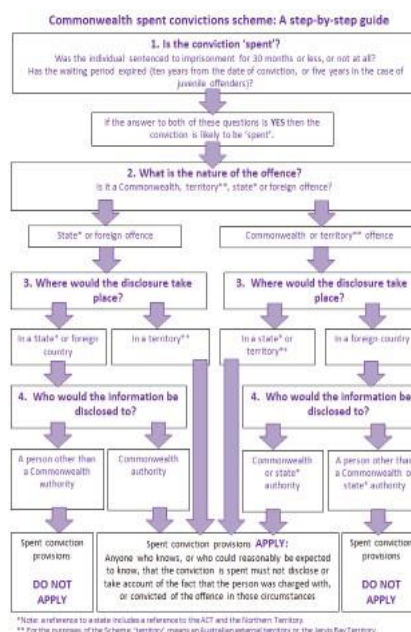 Commonwealth spent convictions scheme: A step-by-step guide
1. Is the conviction 'spent'?
Was the individual sentenced to imprisonment for 30 months or less, or not at all?
Has the waiting period expired (ten years from the date of conviction, or five years in the case of
juvenile offenders)?
If the answer to both of these questions is YES then the
conviction is likely to be 'spent'.
2. What is the nature of the offence?
Is it a Commonwealth, territory**, state* or foreign offence?
State* or foreign offence
Commonwealth or territory** offence
3. Where would the disclosure take
place?
3. Where would the disclosure take
place?
In a State* or foreign
country
In a territory**
In a state* or
territory**
In a foreign country
4. Who would the information be
disclosed to?
4. Who would the information be
disclosed to?
A person other than
a Commonwealth
authority
Commonwealth
authority
Commonwealth
or state*
authority
A person other than
a Commonwealth or
state* authority
Spent conviction
provisions
DO NOT
APPLY
Spent conviction provisions APPLY:
Anyone who knows, or who could reasonably be expected
to know, that the conviction is spent must not disclose or
take account of the fact that the person was charged with,
or convicted of the offence in those circumstances
Spent conviction
provisions
DO NOT
APPLY
*Note: a reference to a state includes a reference to the ACT and the Northern Territory.
** For the purposes of the Scheme 'territory' means an Australian external territory or the Jervis Bay Territory.